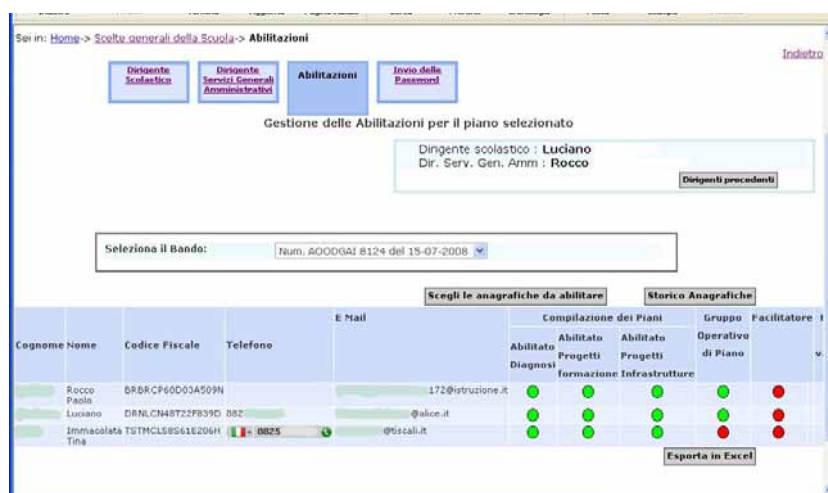 Sei in: Home-> Scelte generali della Scuola-> Abilitazioni
Indietro
Dirigente Scolastico
Dirigente Servizi Generali Amministrativi
Abilitazioni
Invio delle Password
Gestione delle Abilitazioni per il piano selezionato
Dirigente scolastico : Luciano
Dir. Serv. Gen. Amm : Rocco
Dirigenti precedenti
Seleziona il Bando:
Num. AOODGAI 8124 del 15-07-2008
Scegli le anagrafiche da abilitare
Storico Anagrafiche
Cognome Nome Codice Fiscale Telefono E Mail
Compilazione dei Piani
Abilitato Diagnosi
Abilitato Progetti formazione
Abilitato Progetti Infrastrutture
Gruppo Operativo di Piano
Facilitatore
Rocco Paolo 172@istruzione.it
Luciano 082 @alice.it
Immacolata Tina 0825 @tiscali.it
Esporta in Excel